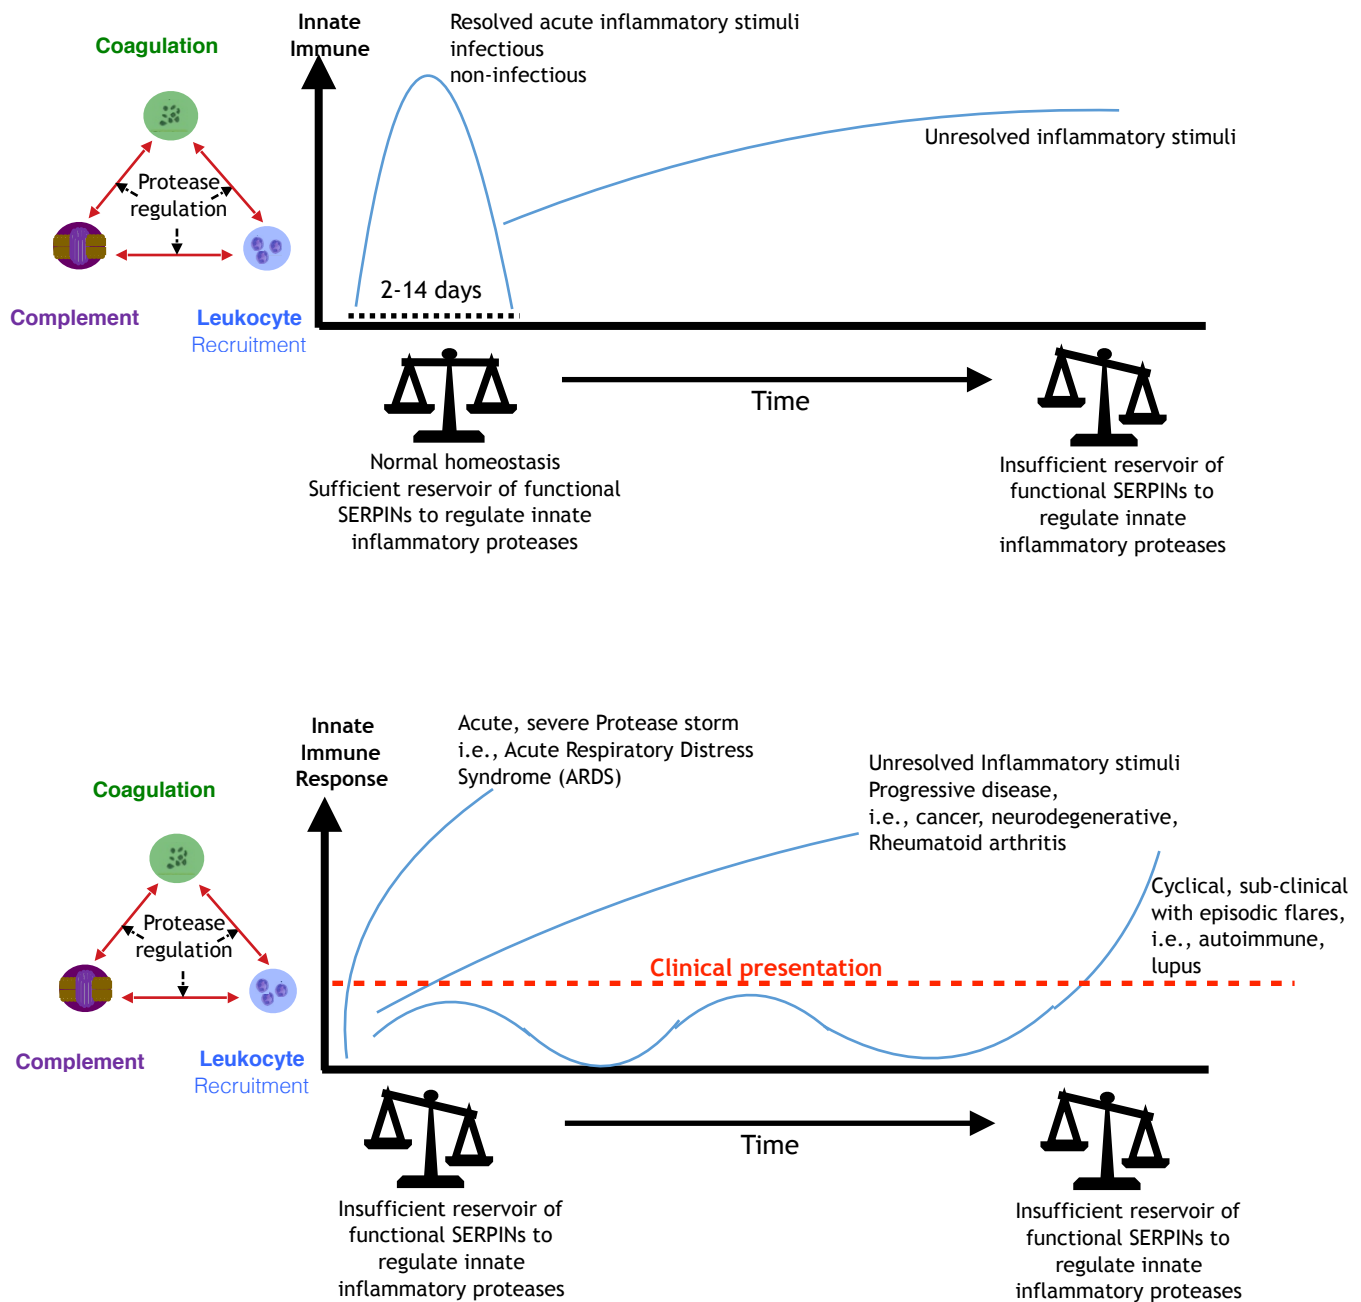 Innate
Immune
Resolved acute inflammatory stimuli
infectious
non-infectious
Coagulation
Protease
regulation
Complement
Leukocyte
Recruitment
Unresolved inflammatory stimuli
2-14 days
Time
Normal homeostasis
Sufficient reservoir of functional
SERPINs to regulate innate
inflammatory proteases
Insufficient reservoir of
functional SERPINs to
regulate innate
inflammatory proteases
Innate
Immune
Response
Acute, severe Protease storm
i.e., Acute Respiratory Distress
Syndrome (ARDS)
Unresolved Inflammatory stimuli
Progressive disease,
i.e., cancer, neurodegenerative,
Rheumatoid arthritis
Coagulation
Protease
regulation
Complement
Leukocyte
Recruitment
Cyclical, sub-clinical
with episodic flares,
i.e., autoimmune,
lupus
Clinical presentation
Time
Insufficient reservoir of
functional SERPINs to
regulate innate
inflammatory proteases
Insufficient reservoir of
functional SERPINs to
regulate innate
inflammatory proteases